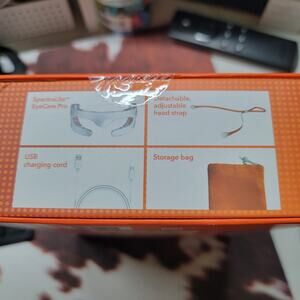 SpectraLite™
EyeCare Pro
Detachable,
adjustable
head strap
USB
charging cord
Storage bag